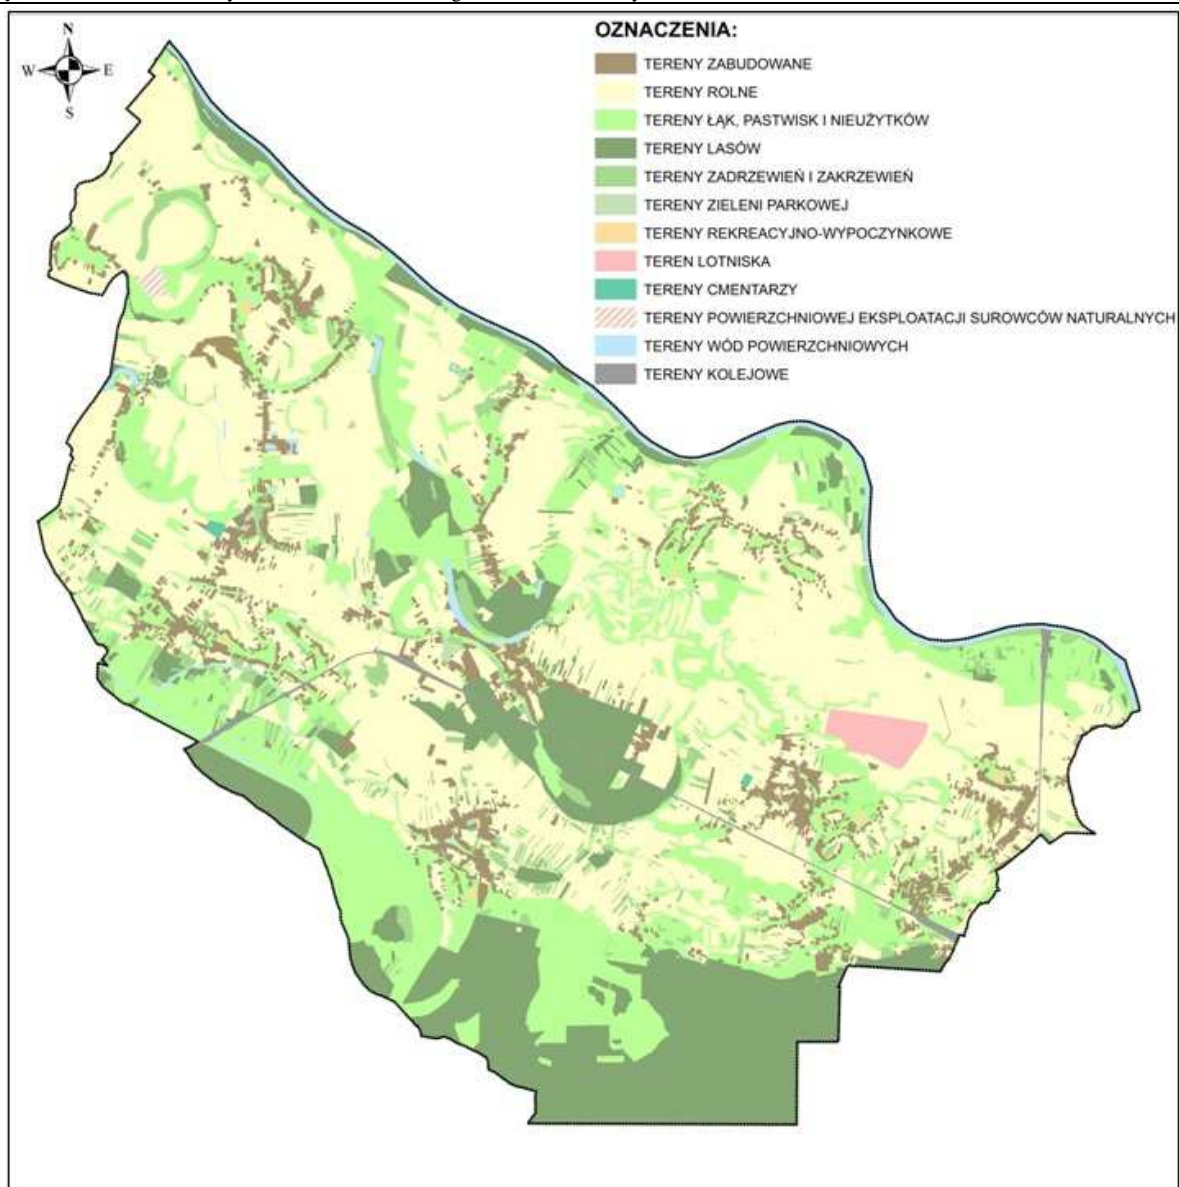 N
W E
S
OZNACZENIA:
TERENY ZABUDOWANE
TERENY ROLNE
TERENY ŁĄK, PASTWISK I NIEUŻYTKÓW
TERENY LASÓW
TERENY ZADRZEWIEŃ I ZAKRZEWIEŃ
TERENY ZIELENI PARKOWEJ
TERENY REKREACYJNO-WYPOCZYNKOWE
TEREN LOTNISKA
TERENY CMENTARZY
TERENY POWIERZCHNIOWEJ EKSPLOATACJI SUROWCÓW NATURALNYCH
TERENY WÓD POWIERZCHNIOWYCH
TERENY KOLEJOWE